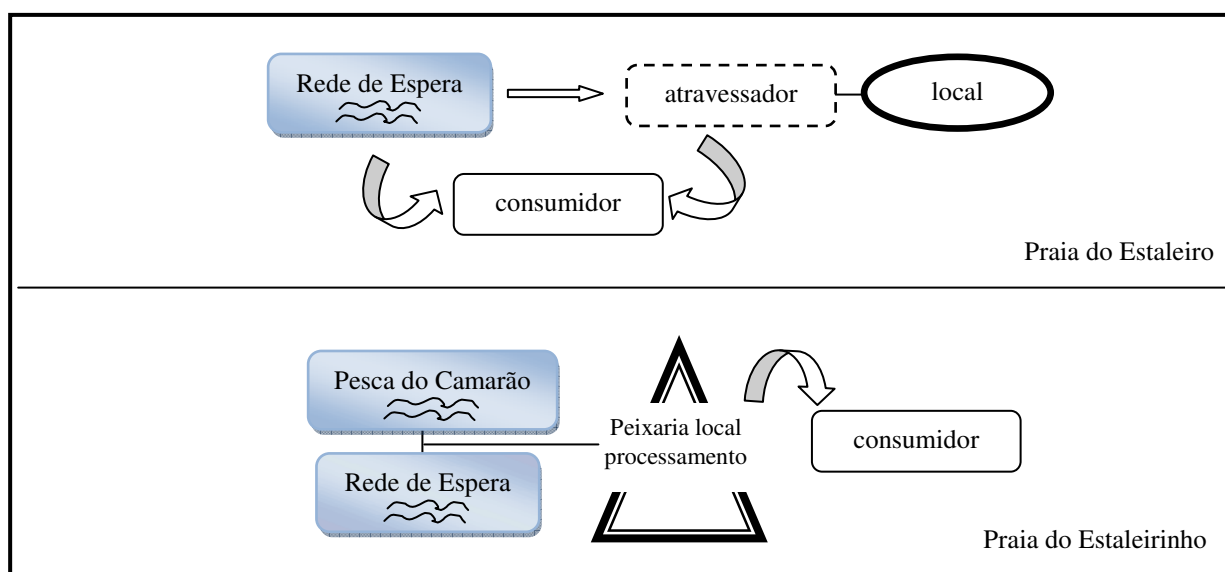 Rede de Espera
atravessador
local
consumidor
Praia do Estaleiro
Pesca do Camarão
Peixaria local
processamento
consumidor
Rede de Espera
Praia do Estaleirinho